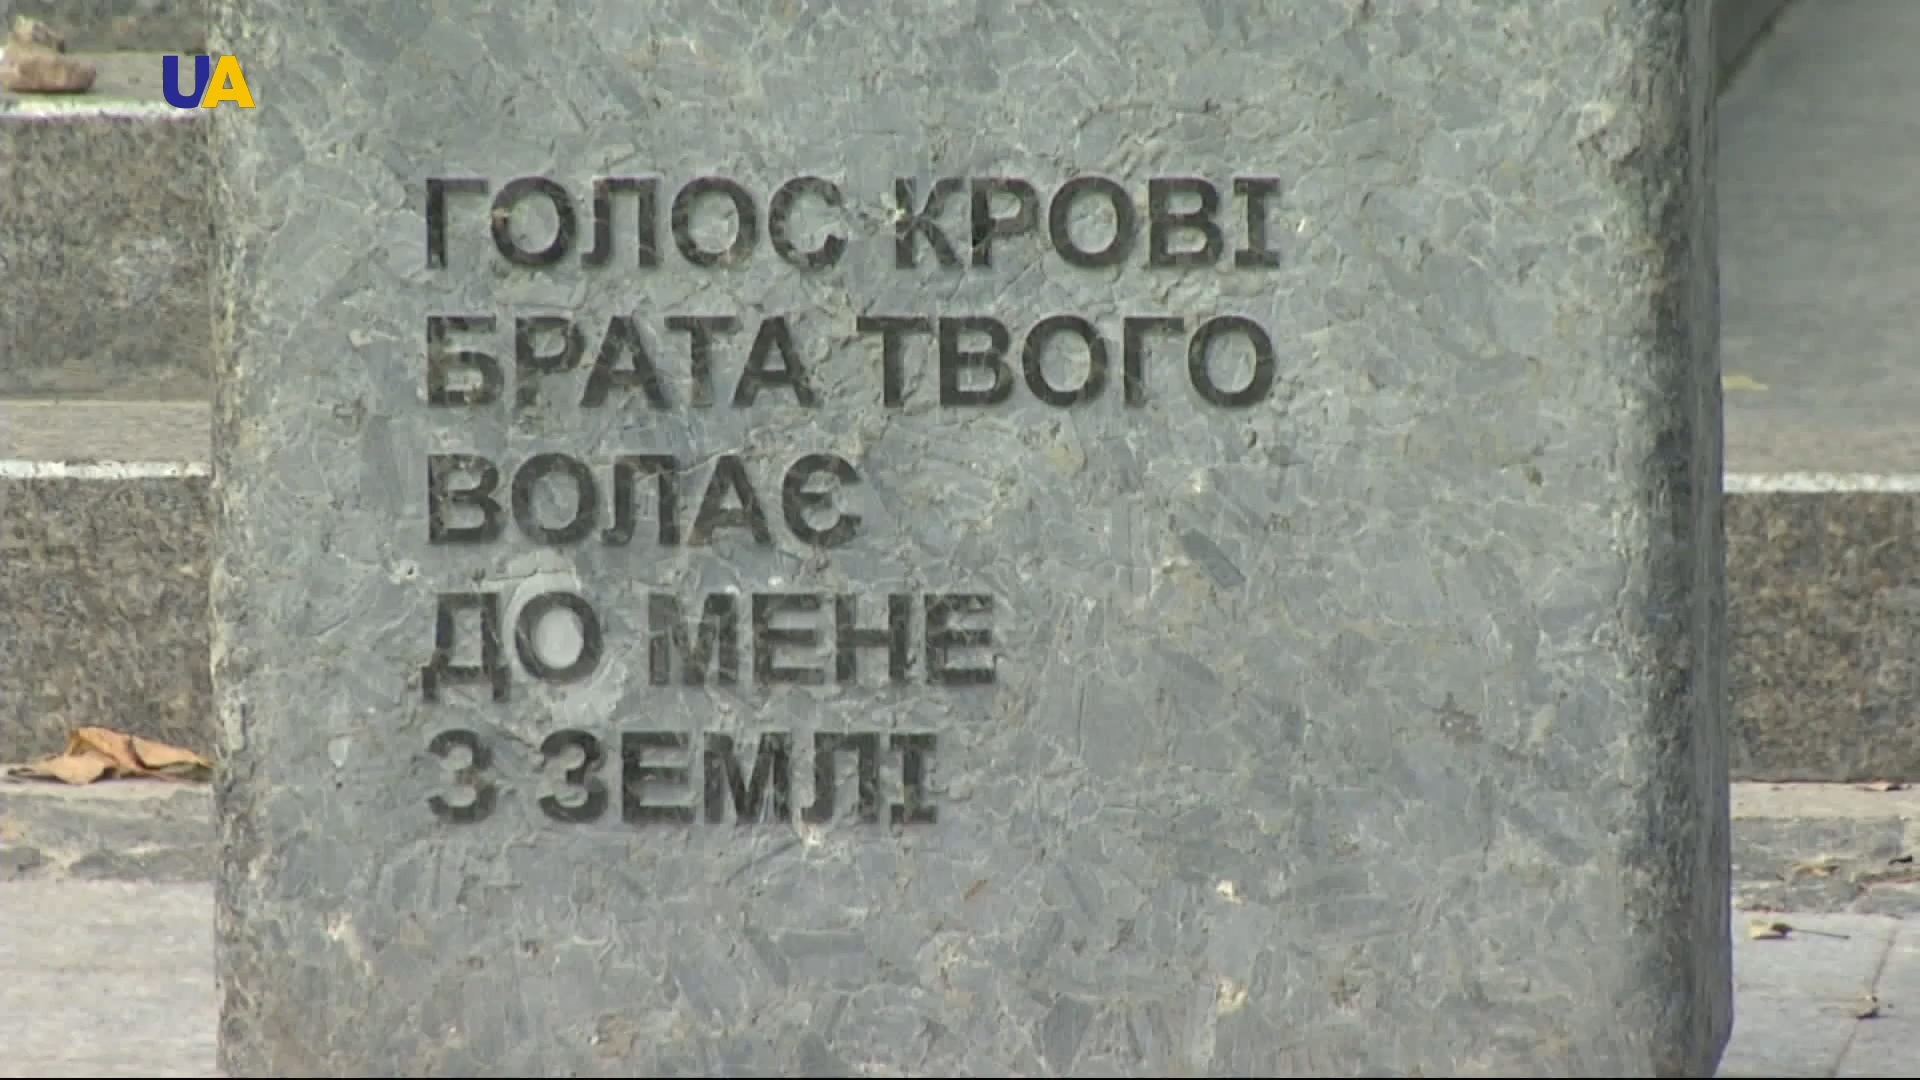 UA
ГОЛОС КРОВІ
БРАТА ТВОГО
ВОЛАЄ
ДО МЕНЕ
З ЗЕМЛІ